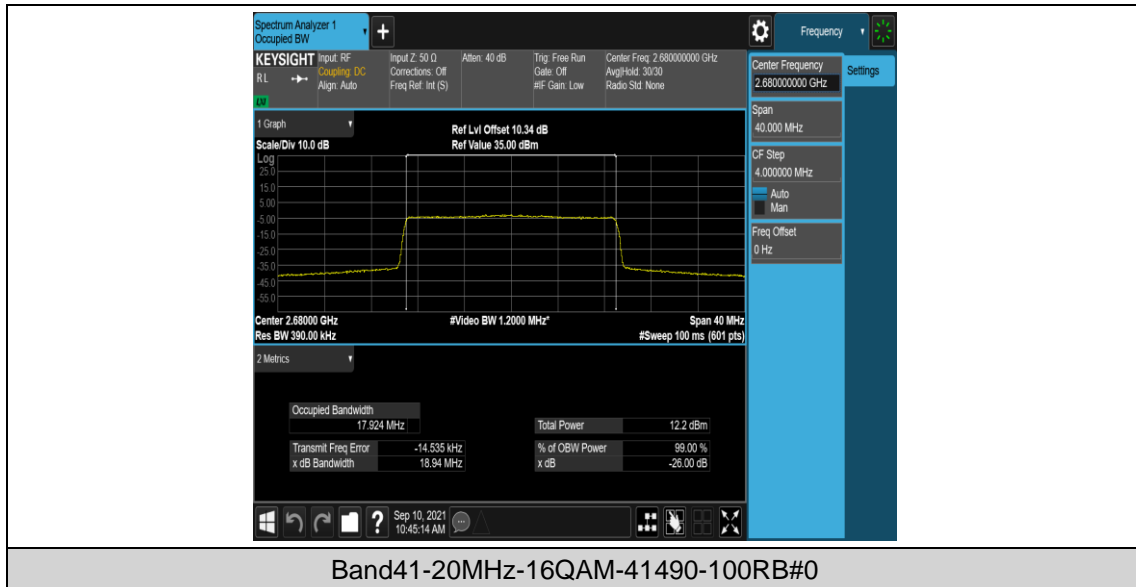 Spectrum Analyzer 1
Occupied BW
+
Frequency
KEYSIGHT
RL
LXI
Input: RF
Coupling: DC
Align: Auto
Input Z: 50 Ω
Corrections: Off
Freq Ref: Int (S)
Atten: 40 dB
Trig: Free Run
Gate: Off
#IF Gain: Low
Center Freq: 2.680000000 GHz
Avg|Hold: 30/30
Radio Std: None
Center Frequency
2.680000000 GHz
Settings
Span
40.000 MHz
CF Step
4.000000 MHz
Auto
Man
Freq Offset
0 Hz
1 Graph
Scale/Div 10.0 dB
Ref Lvl Offset 10.34 dB
Ref Value 35.00 dBm
Log
25.0
15.0
5.00
-5.00
-15.0
-25.0
-35.0
-45.0
-55.0
Center 2.68000 GHz
#Video BW 1.2000 MHz*
Span 40 MHz
Res BW 390.00 kHz
#Sweep 100 ms (601 pts)
2 Metrics
Occupied Bandwidth
17.924 MHz
Total Power 12.2 dBm
Transmit Freq Error -14.535 kHz
% of OBW Power 99.00 %
x dB Bandwidth 18.94 MHz
x dB -26.00 dB
?
Sep 10, 2021
10:45:14 AM
Band41-20MHz-16QAM-41490-100RB#0